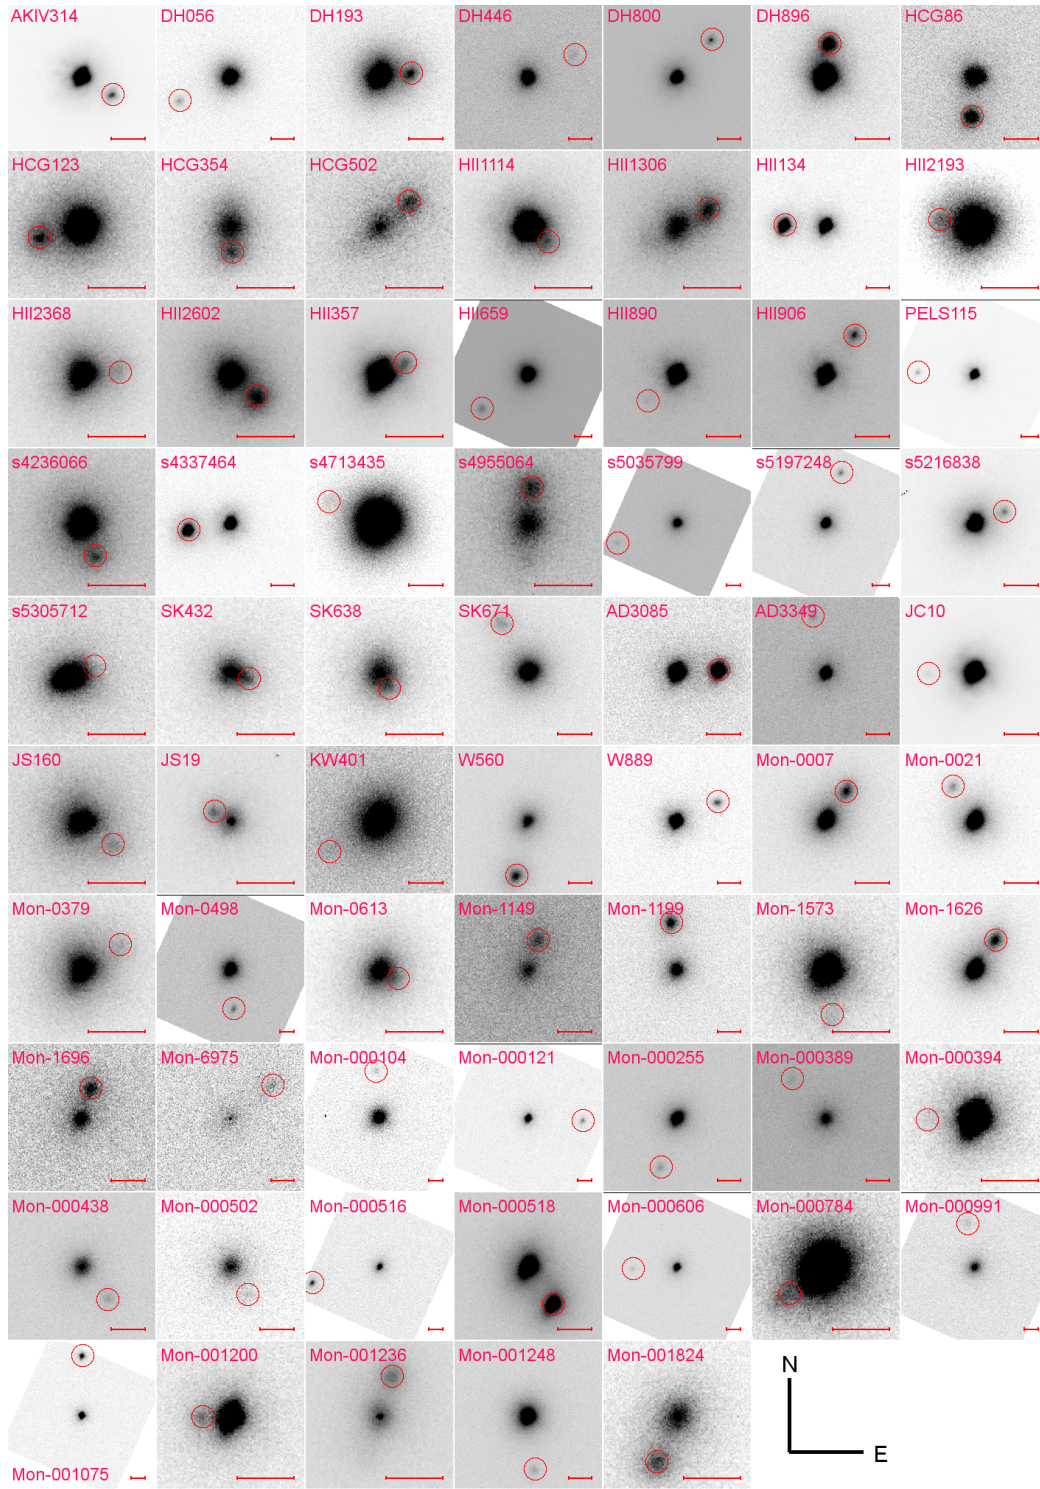 AKIV314 DH056 DH193 DH446 DH800 DH896 HCG86
HCG123 HCG354 HCG502 HII1114 HII1306 HII134 HII2193
HII2368 HII2602 HII357 HII659 HII890 HII906 PELS115
s4236066 s4337464 s4713435 s4955064 s5035799 s5197248 s5216838
s5305712 SK432 SK638 SK671 AD3085 AD3349 JC10
JS160 JS19 KW401 W560 W889 Mon-0007 Mon-0021
Mon-0379 Mon-0498 Mon-0613 Mon-1149 Mon-1199 Mon-1573 Mon-1626
Mon-1696 Mon-6975 Mon-000104 Mon-000121 Mon-000255 Mon-000389 Mon-000394
Mon-000438 Mon-000502 Mon-000516 Mon-000518 Mon-000606 Mon-000784 Mon-000991
Mon-001200 Mon-001236 Mon-001248 Mon-001824
N
E
Mon-001075